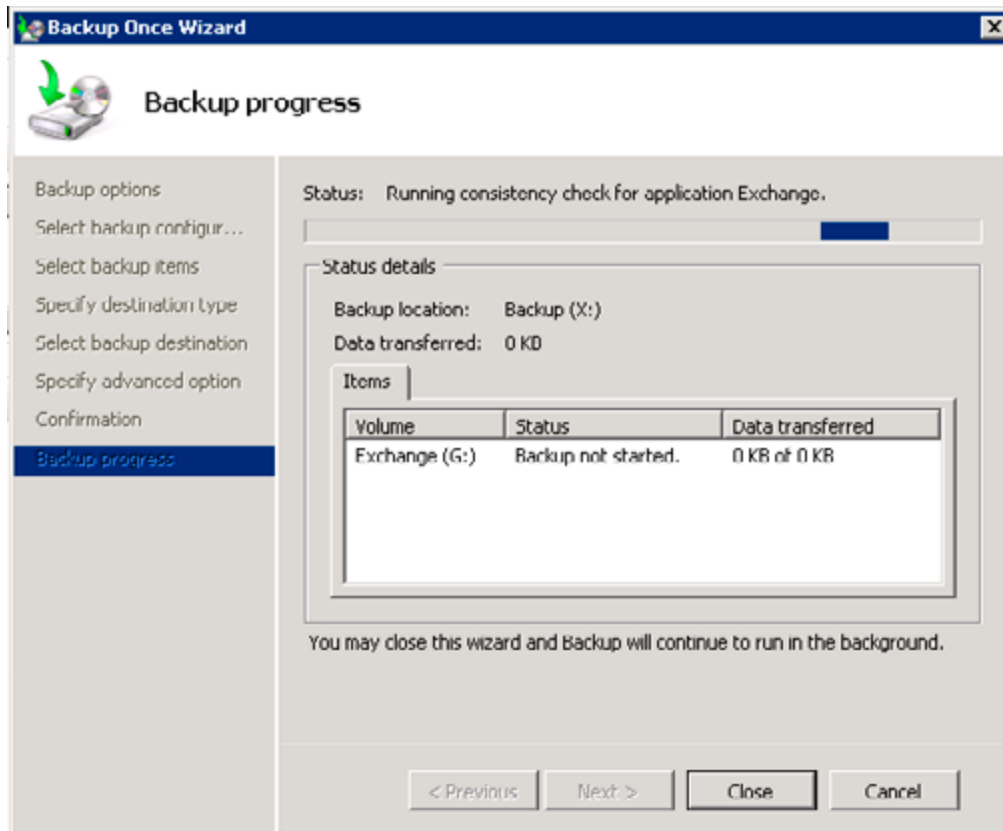 Backup Once Wizard
Backup progress
Backup options
Select backup configur...
Select backup items
Specify destination type
Select backup destination
Specify advanced option
Confirmation
Backup progress
Status: Running consistency check for application Exchange.
Status details
Backup location: Backup (X:)
Data transferred: 0 KB
Items
Volume Status Data transferred
Exchange (G:) Backup not started. 0 KB of 0 KB
You may close this wizard and Backup will continue to run in the background.
< Previous Next > Close Cancel